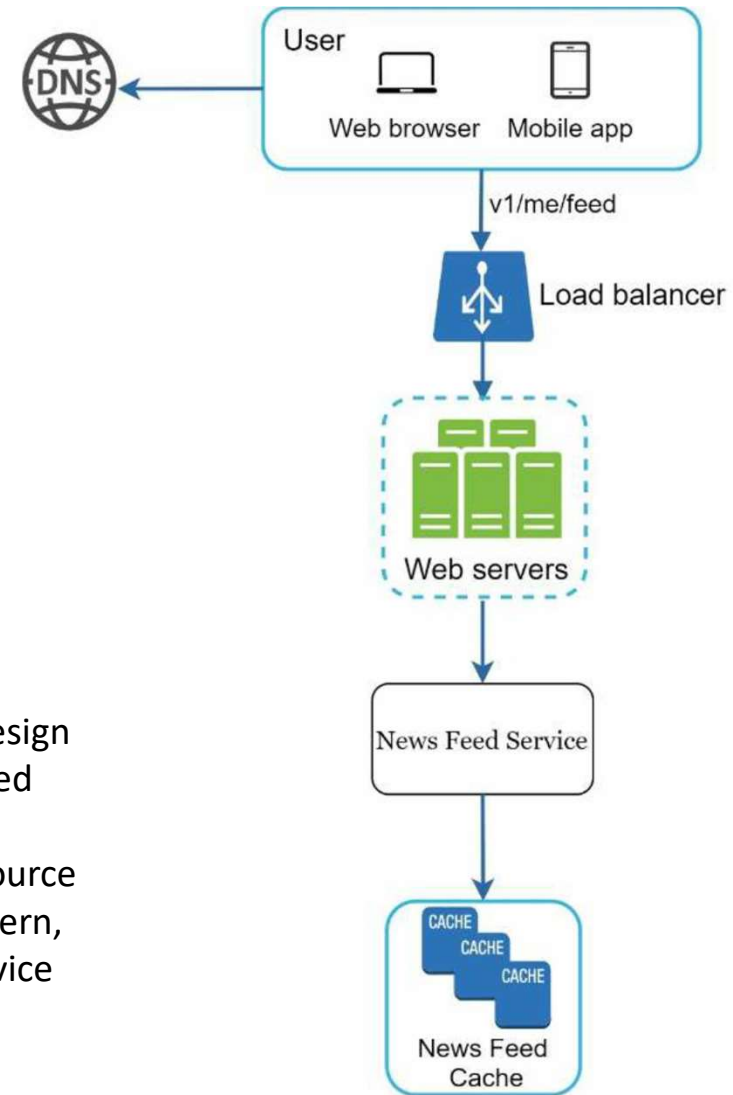 User
DNS
Web browser
Mobile app
v1/me/feed
Load balancer
Web servers
News Feed Service
CACHE
CACHE
CACHE
News Feed
Cache
esign
ed
ource
ern,
vice